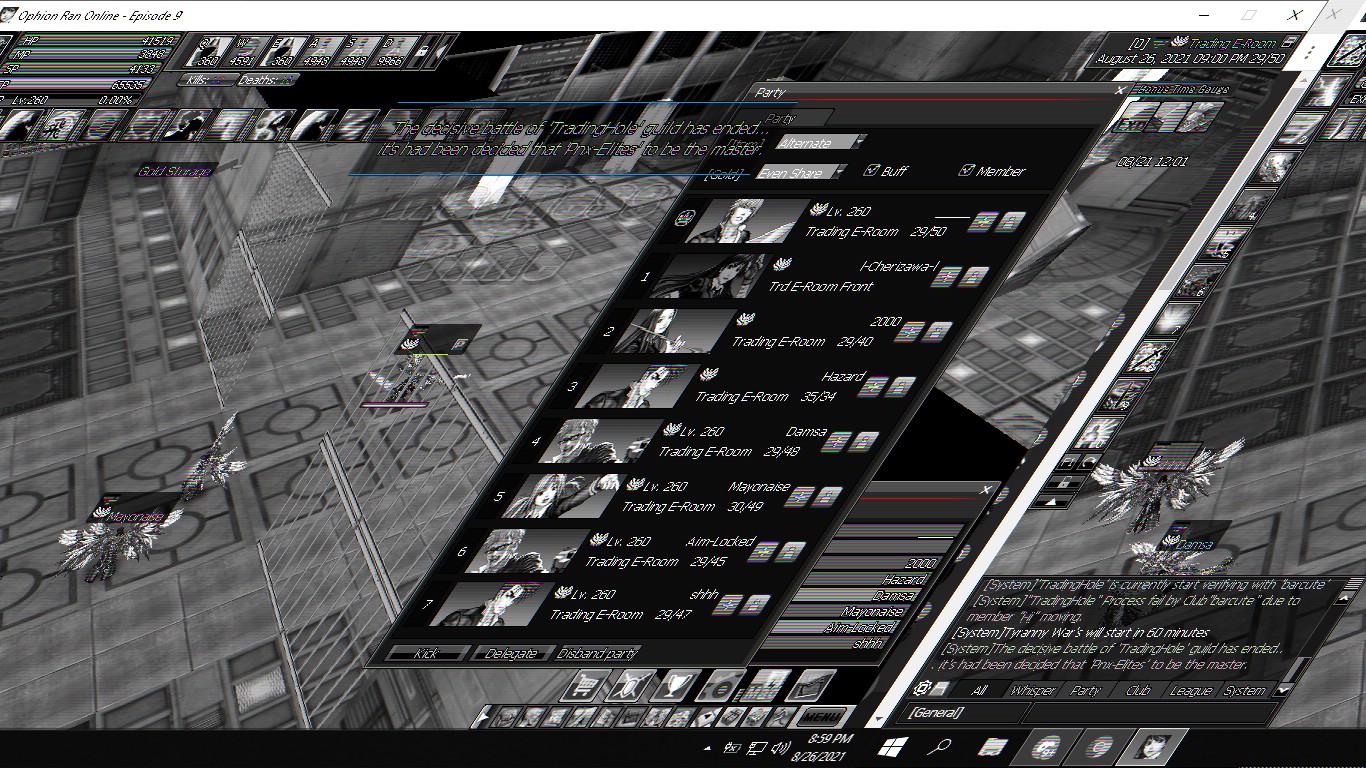 Ophion Ran Online - Episode 9
HP 41519
MP 3848
SP 4133
65535
Lv.260 0.00%
Q W E A S D
360 4591 360 4948 4948 9966
Kills: Deaths:
[0] Trading E-Room
August 26, 2021 09:00 PM 29/50
Bonus Time Gauge
08/21 12:01
Gold Storage
The decisive battle of 'TradingHole' guild has ended...
It's had been decided that 'Pnx-Elites' to be the master.
Party
Party
Alternate
[Gold] Even Share Buff Member
Lv. 260
Trading E-Room 29/50
1 I-Cherizawa-I
Trd E-Room Front
2 2000
Trading E-Room 29/40
3 Hazard
Trading E-Room 35/34
4 Lv. 260 Damsa
Trading E-Room 29/48
5 Lv. 260 Mayonaise
Trading E-Room 30/49
6 Lv. 260 Aim-Locked
Trading E-Room 29/45
7 Lv. 260 shhh
Trading E-Room 29/47
Kick Delegate Disband party
2000
Hazard
Damsa
Mayonaise
Aim-Locked
shhh
Mayonaise
Damsa
[System]"TradingHole" is currently start verifying with "barcute"
[System]"TradingHole" Process fail by Club"barcute" due to
member "Hj" moving.
[System]Tyranny War's will start in 60 minutes
[System]The decisive battle of 'TradingHole' guild has ended...
It's had been decided that 'Pnx-Elites' to be the master.
All Whisper Party Club League System
[General]
MENU
8:59 PM
8/26/2021